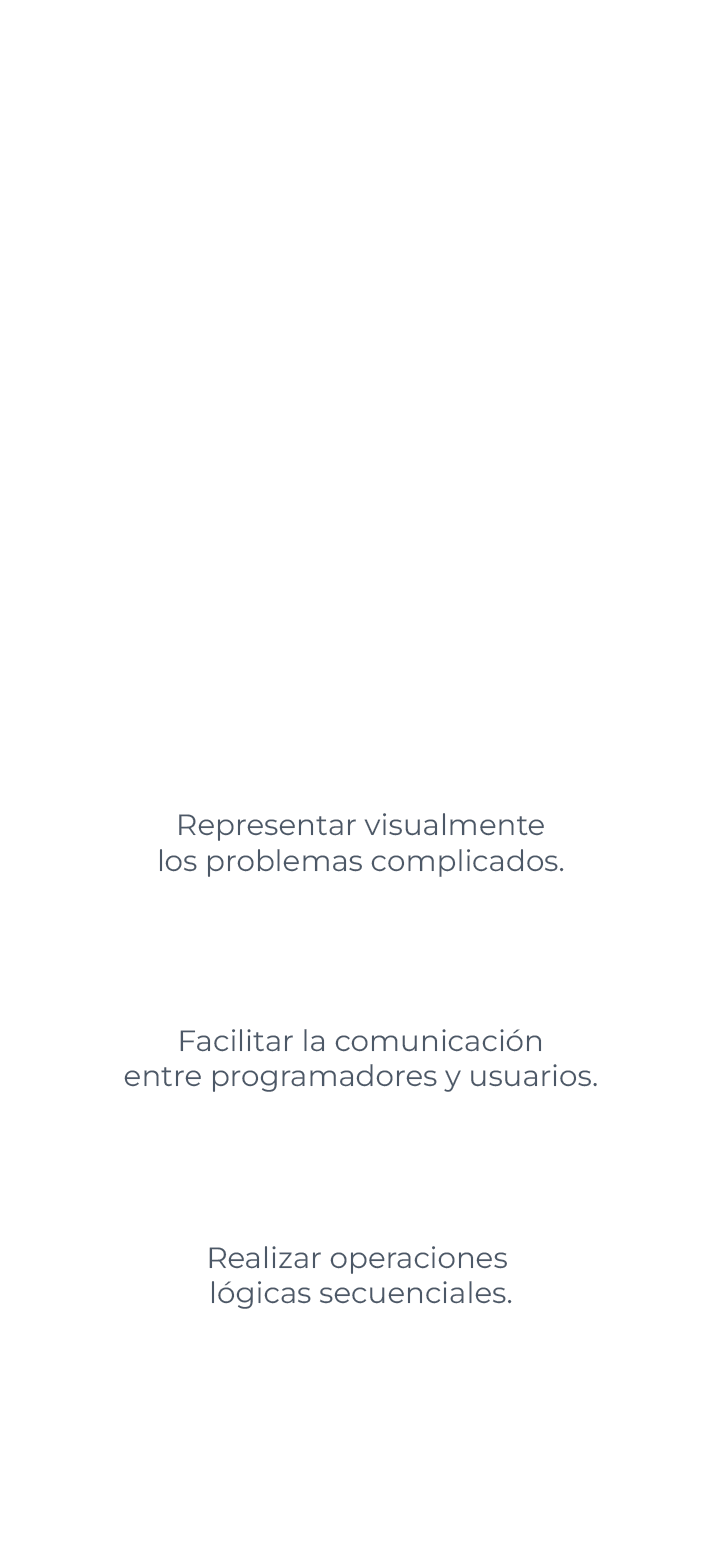 Representar visualmente
los problemas complicados.
Facilitar la comunicación
entre programadores y usuarios.
Realizar operaciones
lógicas secuenciales.